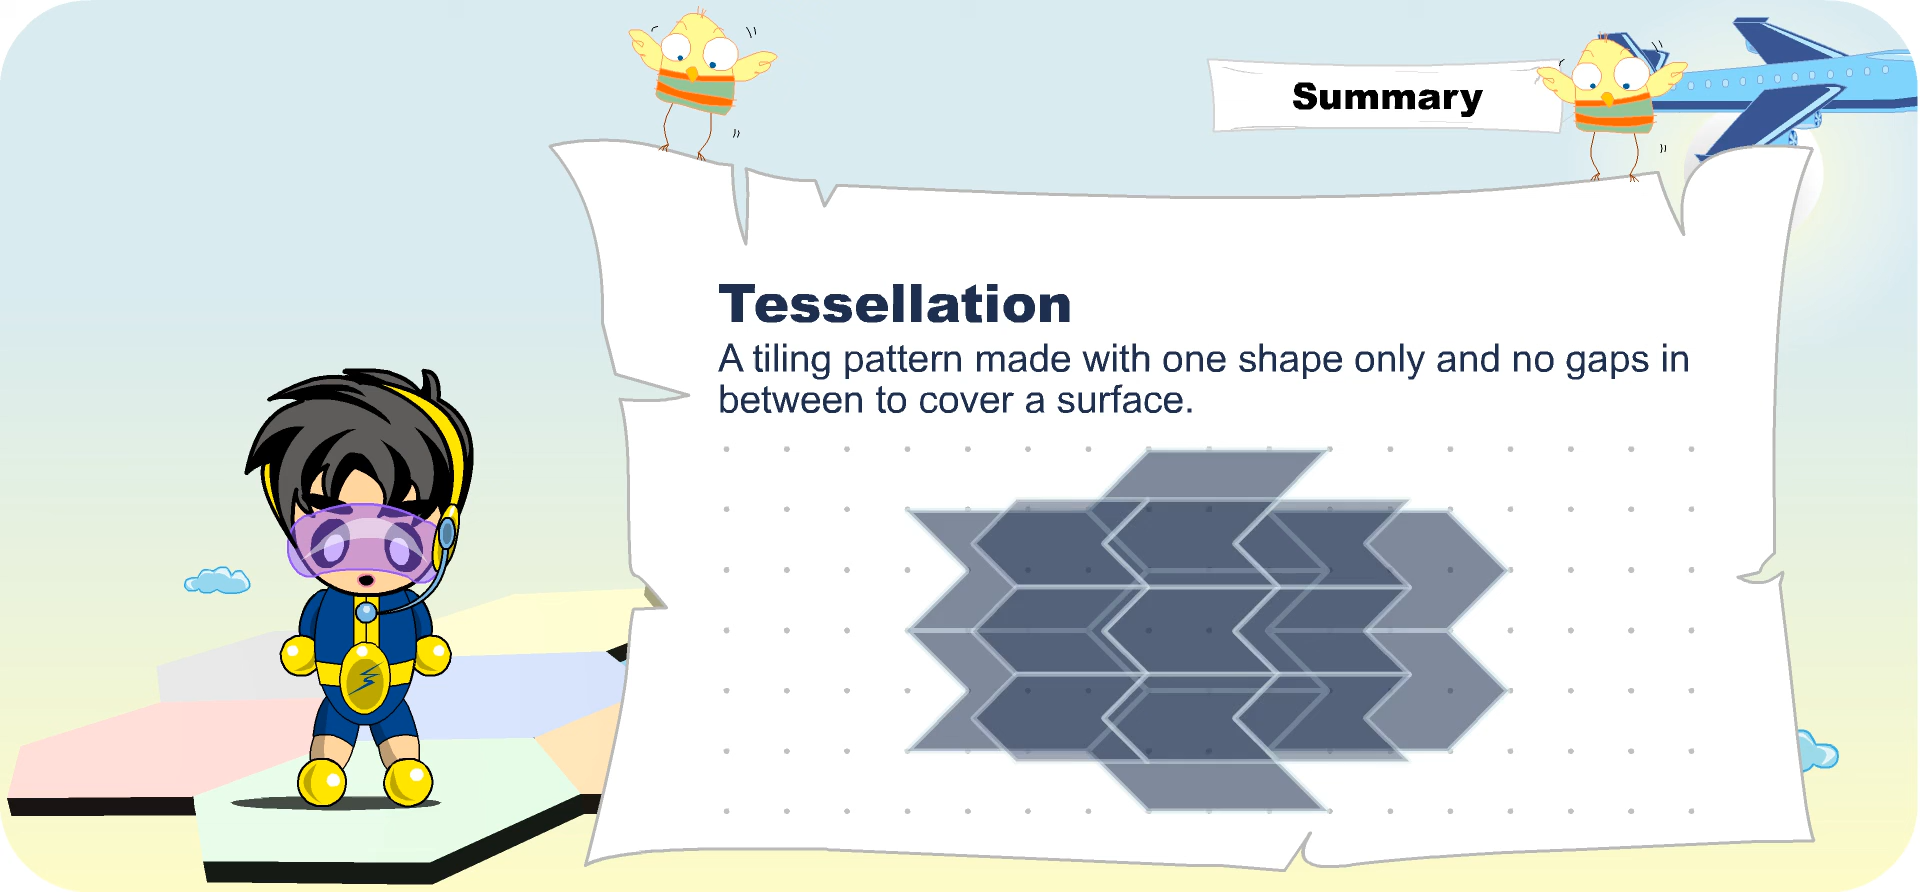 Summary
Tessellation
A tiling pattern made with one shape only and no gaps in
between to cover a surface.